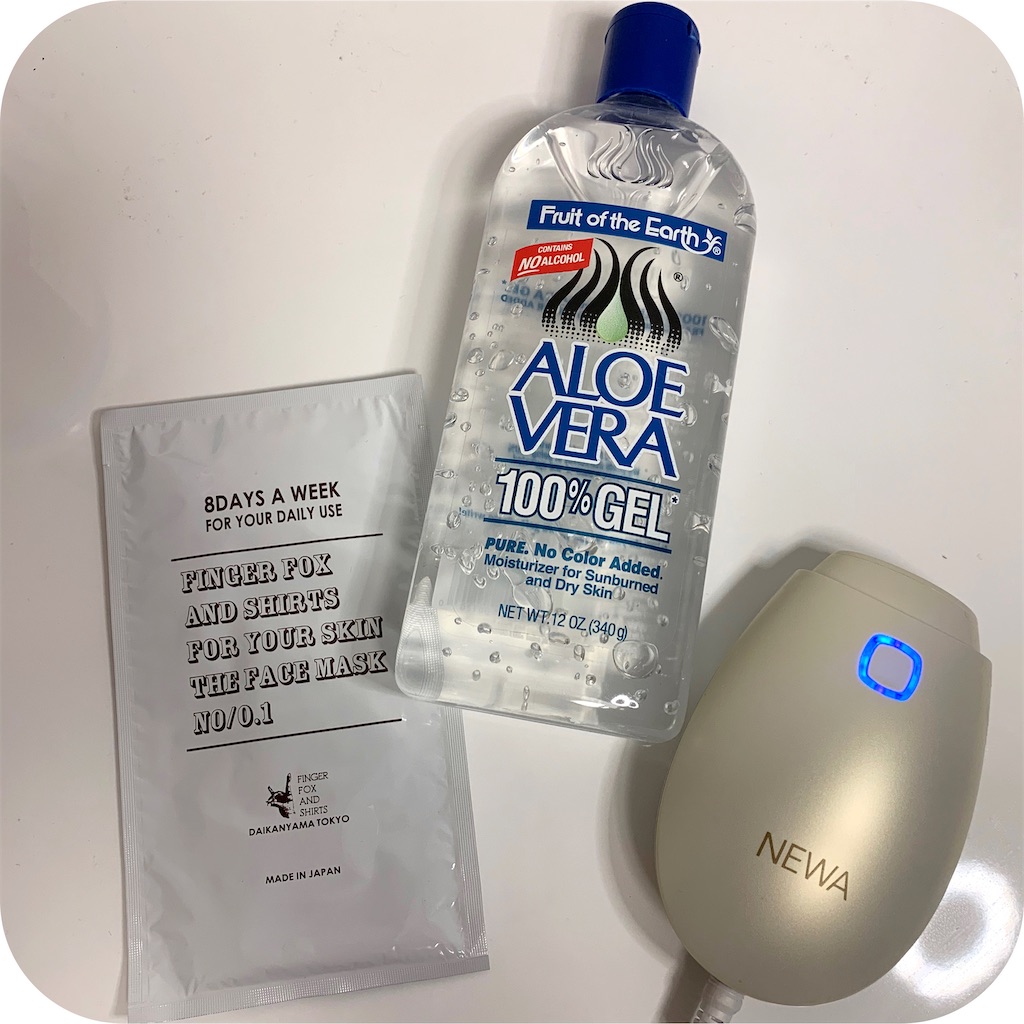 8DAYS A WEEK
FOR YOUR DAILY USE
FINGER FOX
AND SHIRTS
FOR YOUR SKIN
THE FACE MASK
NO/0.1
FINGER
FOX
AND
SHIRTS
DAIKANYAMA TOKYO
MADE IN JAPAN
Fruit of the Earth®
CONTAINS
NO ALCOHOL
®
ALOE
VERA
100% GEL*
PURE. No Color Added.
Moisturizer for Sunburned
and Dry Skin
NET WT. 12 OZ (340g)
NEWA